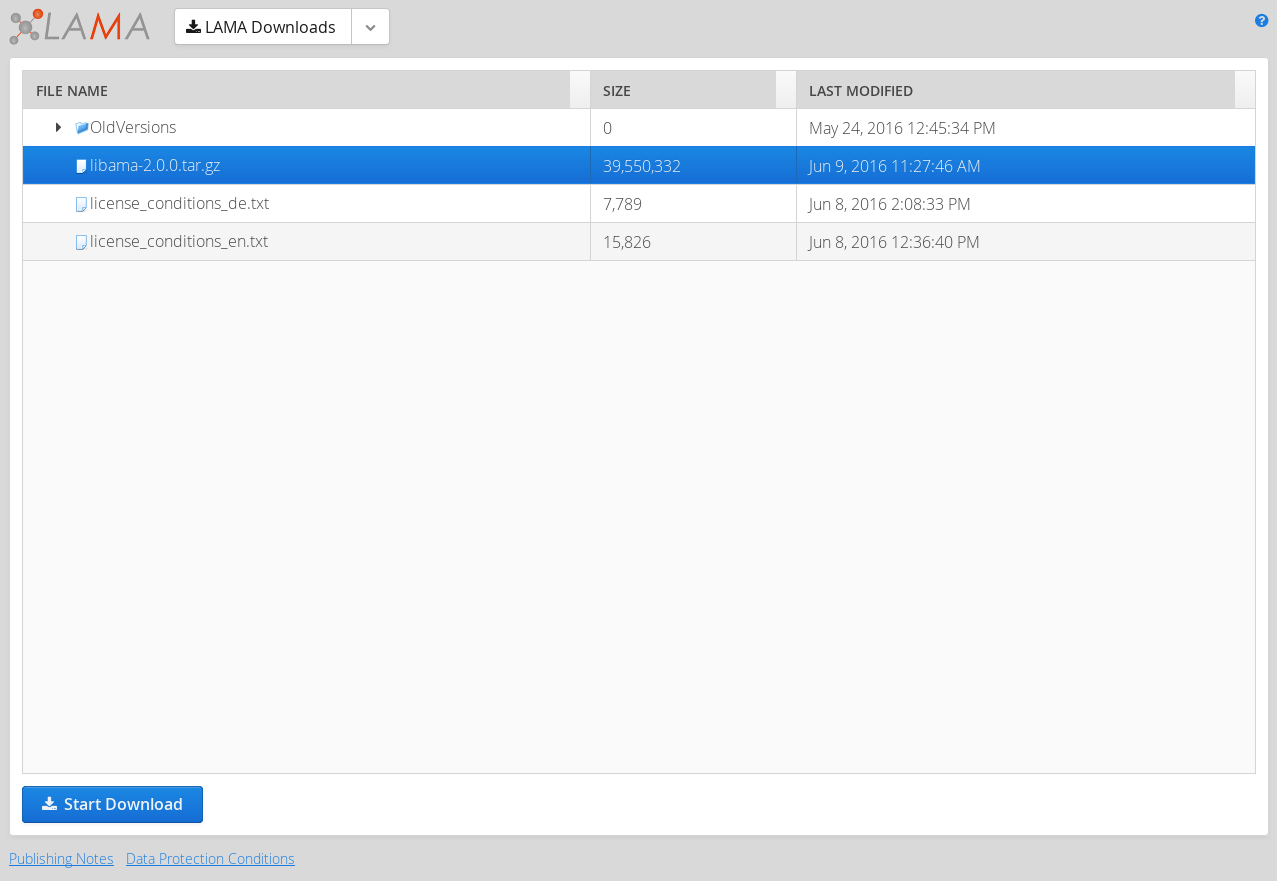 LAMA LAMA Downloads
FILE NAME SIZE LAST MODIFIED
OldVersions 0 May 24, 2016 12:45:34 PM
libama-2.0.0.tar.gz 39,550,332 Jun 9, 2016 11:27:46 AM
license_conditions_de.txt 7,789 Jun 8, 2016 2:08:33 PM
license_conditions_en.txt 15,826 Jun 8, 2016 12:36:40 PM
Start Download
Publishing Notes Data Protection Conditions